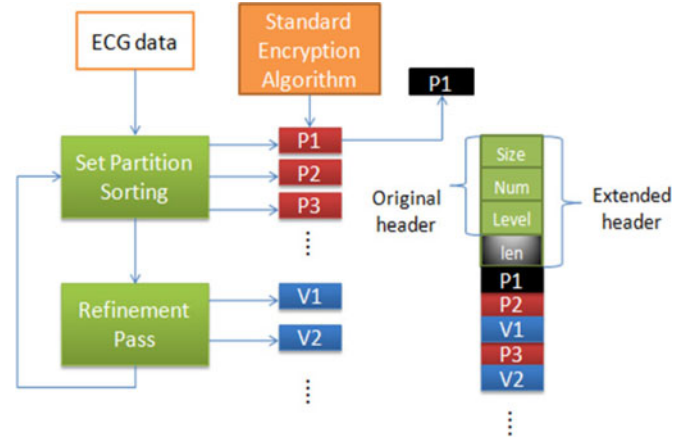 ECG data
Standard
Encryption
Algorithm
P1
Set Partition
Sorting
P1
P2
P3
Refinement
Pass
V1
V2
Original
header
Size
Num
Level
len
Extended
header
P1
P2
V1
P3
V2